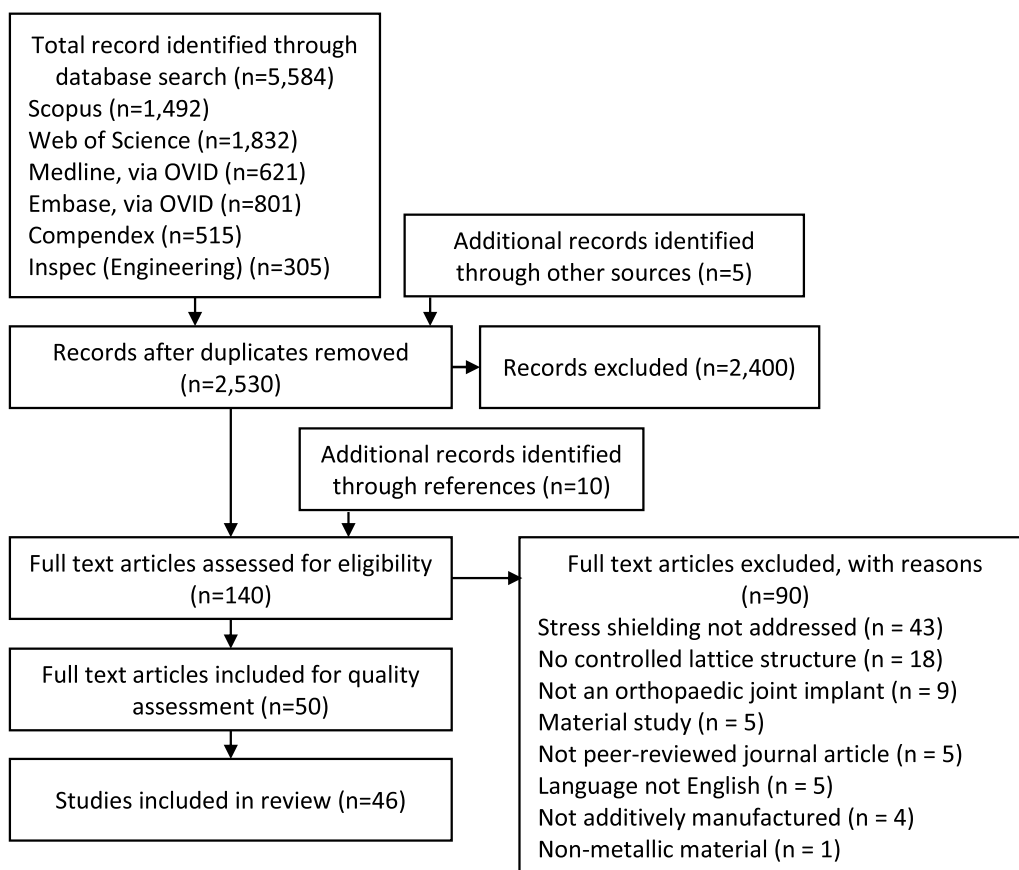 Total record identified through
database search (n=5,584)
Scopus (n=1,492)
Web of Science (n=1,832)
Medline, via OVID (n=621)
Embase, via OVID (n=801)
Compendex (n=515)
Inspec (Engineering) (n=305)
Additional records identified
through other sources (n=5)
Records after duplicates removed
(n=2,530)
Records excluded (n=2,400)
Additional records identified
through references (n=10)
Full text articles assessed for eligibility
(n=140)
Full text articles excluded, with reasons
(n=90)
Stress shielding not addressed (n = 43)
No controlled lattice structure (n = 18)
Not an orthopaedic joint implant (n = 9)
Material study (n = 5)
Not peer-reviewed journal article (n = 5)
Language not English (n = 5)
Not additively manufactured (n = 4)
Non-metallic material (n = 1)
Full text articles included for quality
assessment (n=50)
Studies included in review (n=46)